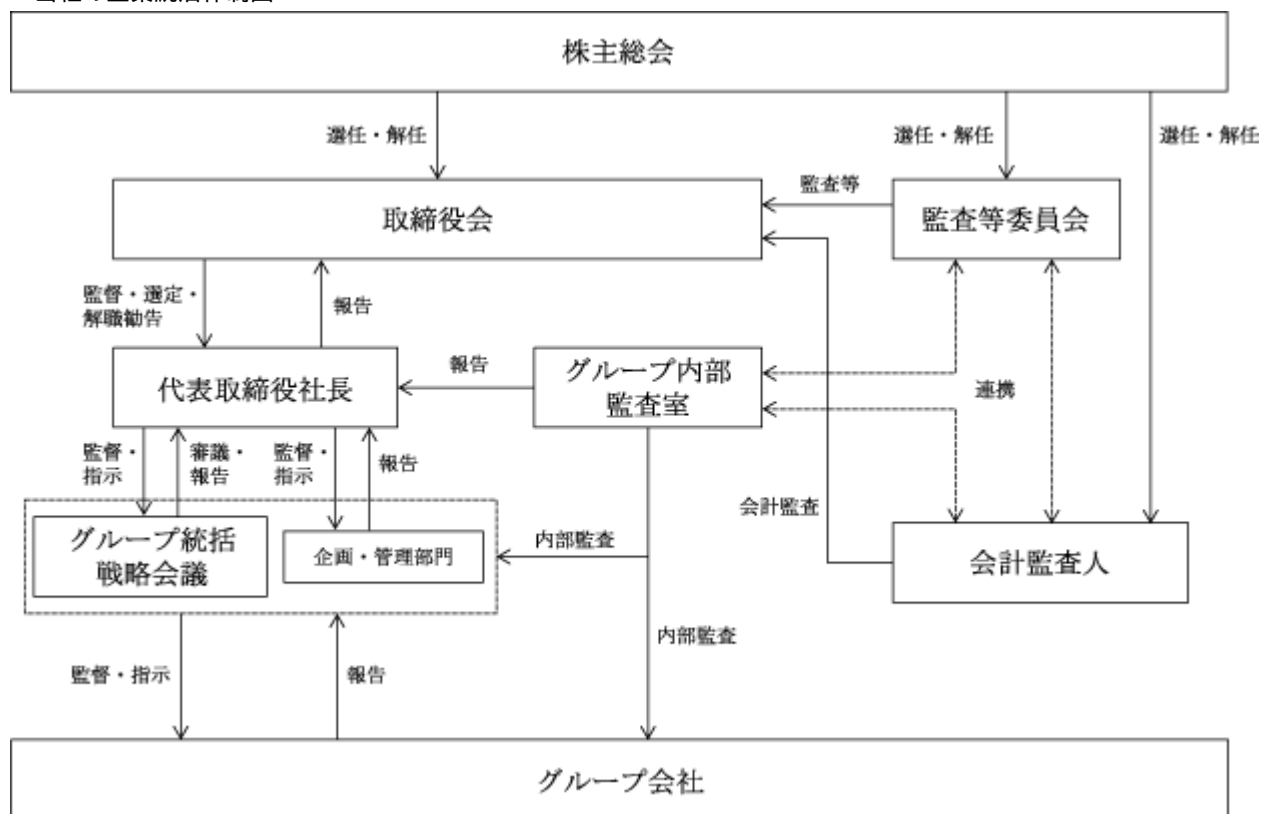 株主総会
選任・解任
選任・解任
選任・解任
監査等
取締役会
監査等委員会
監督・選定・
解職勧告
報告
代表取締役社長
報告
グループ内部
監査室
連携
監督・
指示
審議・
報告
監督・
指示
報告
会計監査
グループ統括
戦略会議
企画・管理部門
内部監査
会計監査人
内部監査
監督・指示
報告
グループ会社